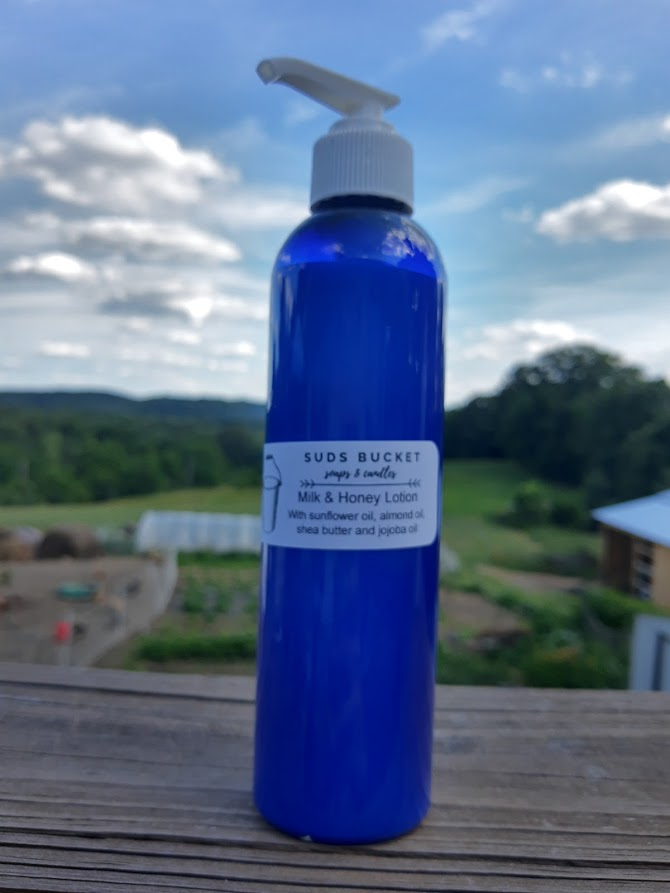 SUDS BUCKET
soaps & candles
Milk & Honey Lotion
With sunflower oil, almond oil,
shea butter and jojoba oil